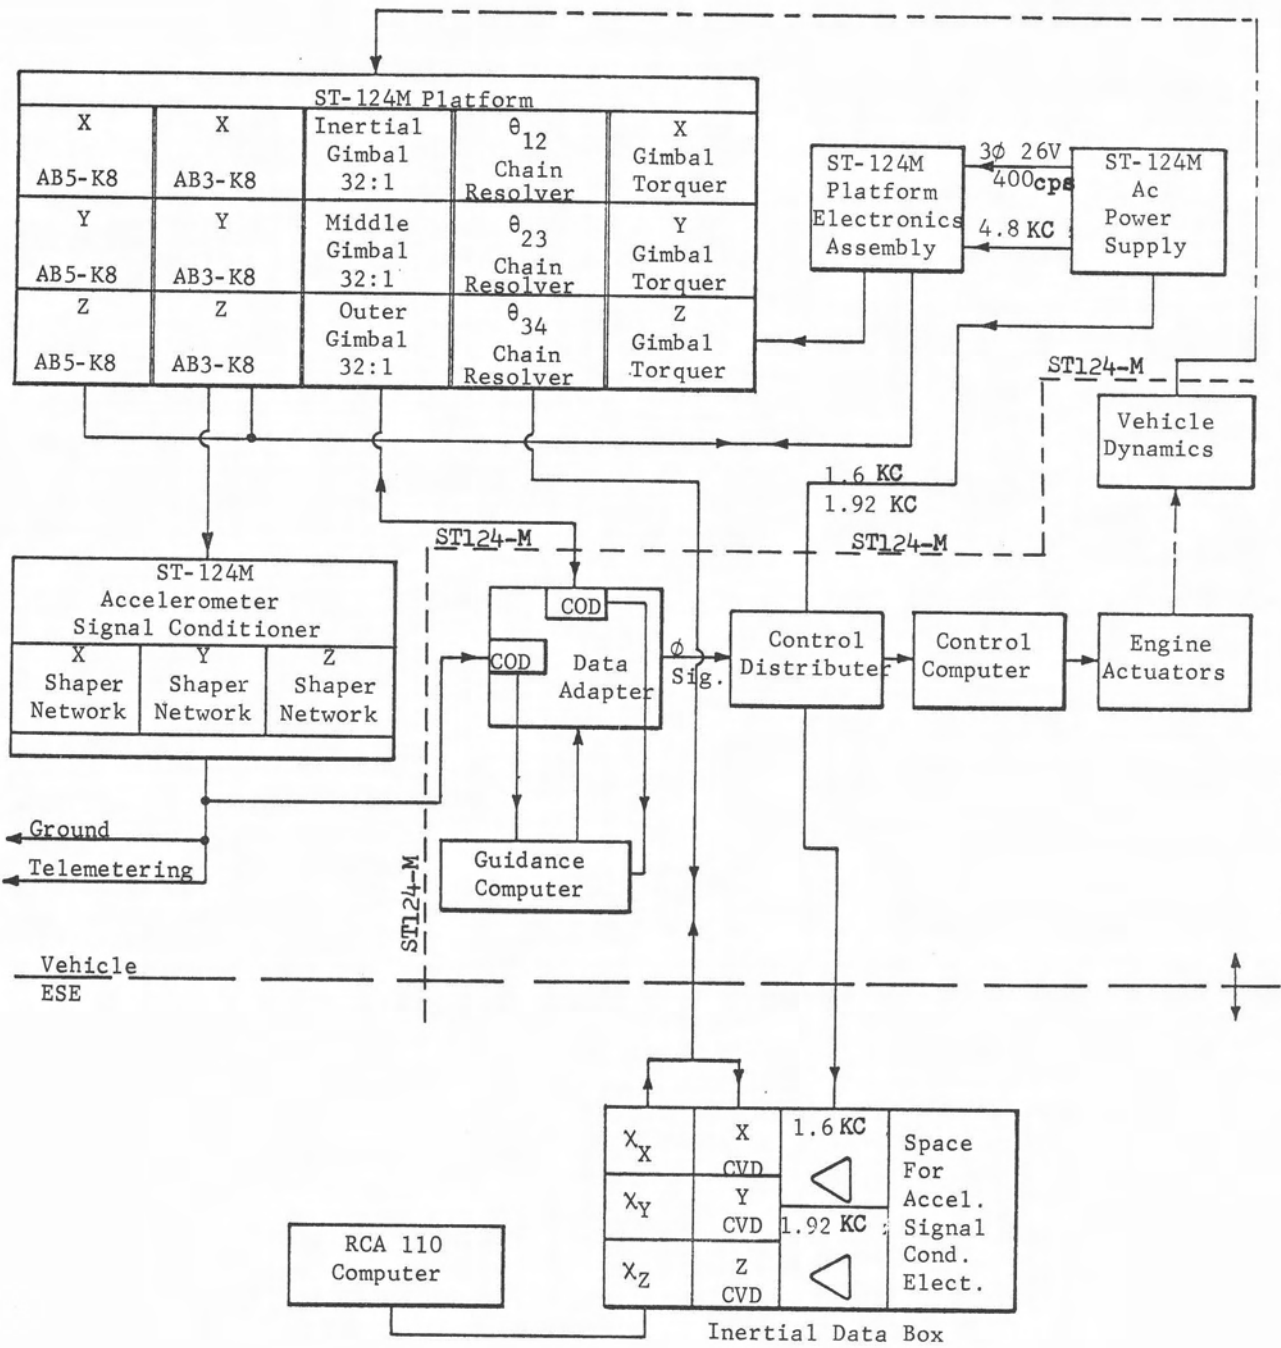 ST-124M Platform
X
AB5-K8
X
AB3-K8
Inertial
Gimbal
32:1
θ12
Chain
Resolver
X
Gimbal
Torquer
Y
AB5-K8
Y
AB3-K8
Middle
Gimbal
32:1
θ23
Chain
Resolver
Y
Gimbal
Torquer
Z
AB5-K8
Z
AB3-K8
Outer
Gimbal
32:1
θ34
Chain
Resolver
Z
Gimbal
Torquer
ST-124M
Platform
Electronics
Assembly
3ϕ 26V
400cps
4.8 KC
ST-124M
Ac
Power
Supply
ST124-M
Vehicle
Dynamics
1.6 KC
1.92 KC
ST124-M
ST124-M
ST-124M
Accelerometer
Signal Conditioner
X
Shaper
Network
Y
Shaper
Network
Z
Shaper
Network
COD
COD
Data
Adapter
ϕ
Sig.
Control
Distributer
Control
Computer
Engine
Actuators
Ground
Telemetering
Guidance
Computer
ST124-M
Vehicle
ESE
χX
X
CVD
1.6 KC
Space
For
Accel.
Signal
Cond.
Elect.
χY
Y
CVD
1.92 KC
χZ
Z
CVD
RCA 110
Computer
Inertial Data Box